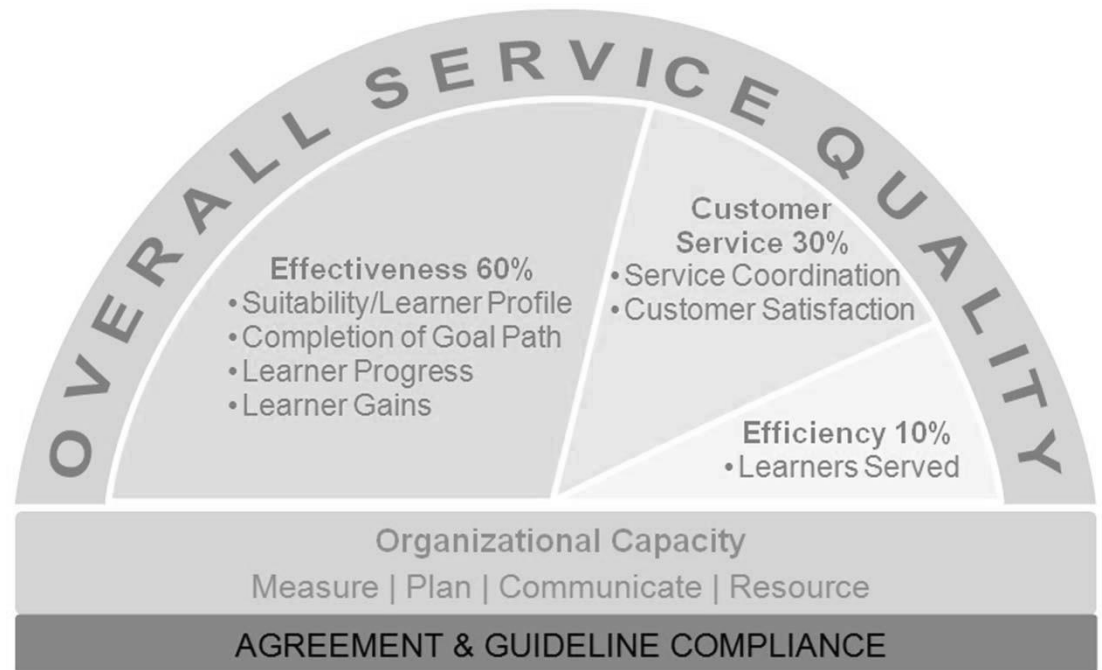 OVERALL SERVICE QUALITY
Effectiveness 60%
• Suitability/Learner Profile
• Completion of Goal Path
• Learner Progress
• Learner Gains
Customer
Service 30%
• Service Coordination
• Customer Satisfaction
Efficiency 10%
• Learners Served
Organizational Capacity
Measure | Plan | Communicate | Resource
AGREEMENT & GUIDELINE COMPLIANCE